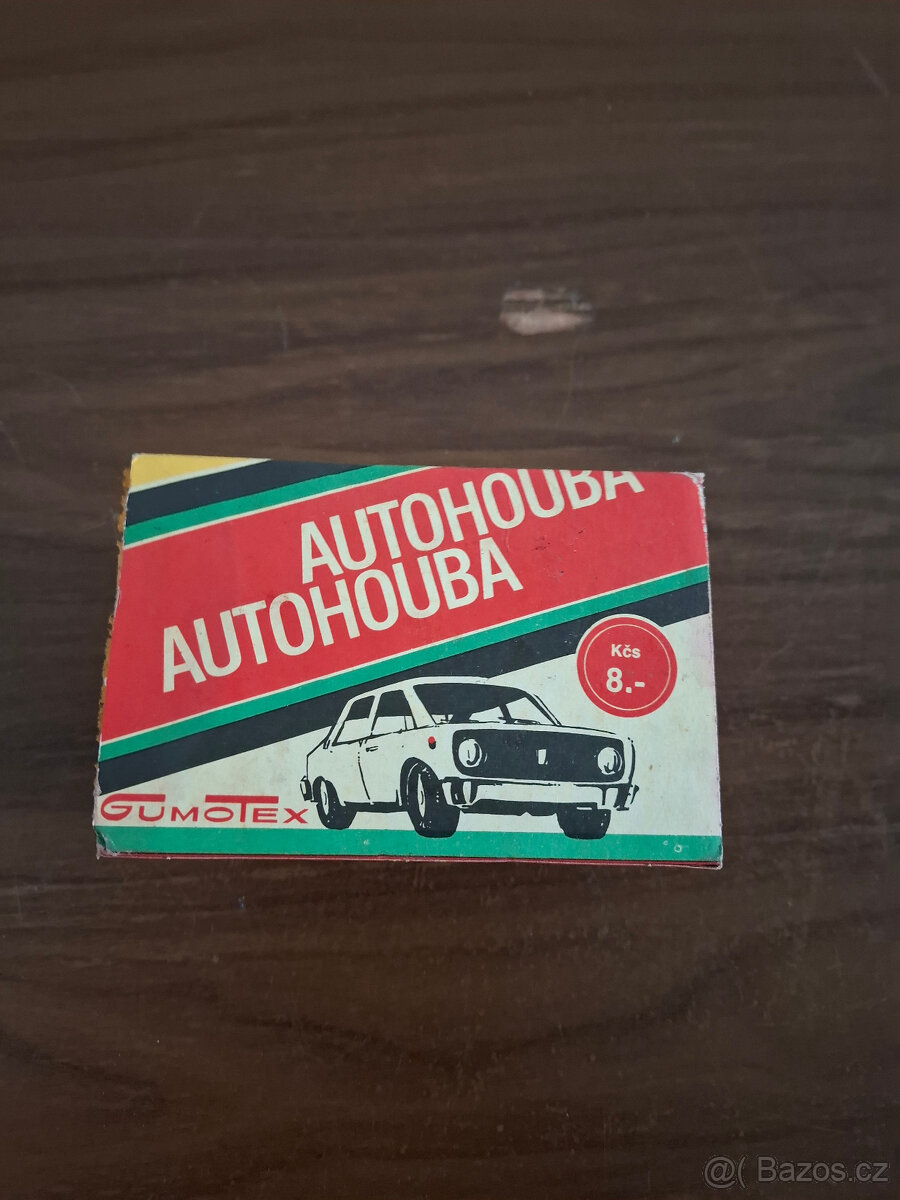 AUTOHOUBA
AUTOHOUBA
Kčs
8.-
GUMOTEX
@( Bazos.cz